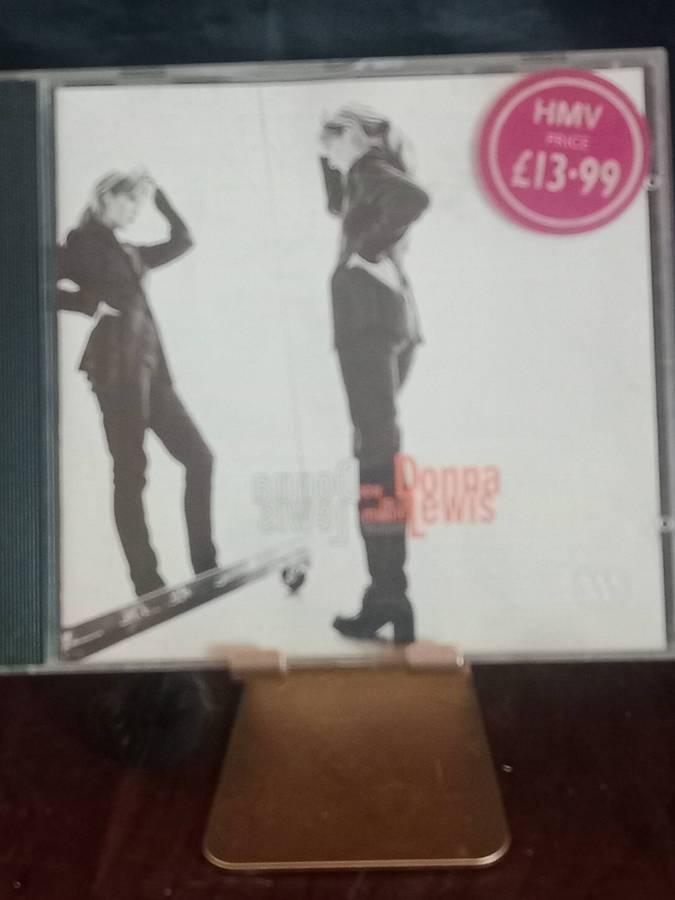 HMV
PRICE
£13·99
Donna
Lewis